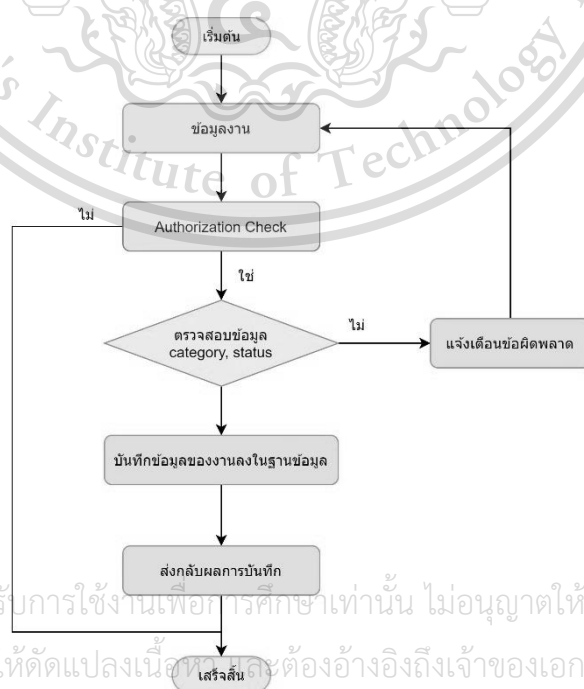 เริ่มต้น
's Institute of Technology
ข้อมูลงาน
ไม่
Authorization Check
ใช่
ตรวจสอบข้อมูล
category, status
ไม่
แจ้งเตือนข้อผิดพลาด
บันทึกข้อมูลของงานลงในฐานข้อมูล
ส่งกลับผลการบันทึก
รับการใช้งานเพื่อการศึกษาเท่านั้น ไม่อนุญาตให้
ให้ดัดแปลงเนื้อหา และต้องอ้างอิงถึงเจ้าของเอก
เสร็จสิ้น